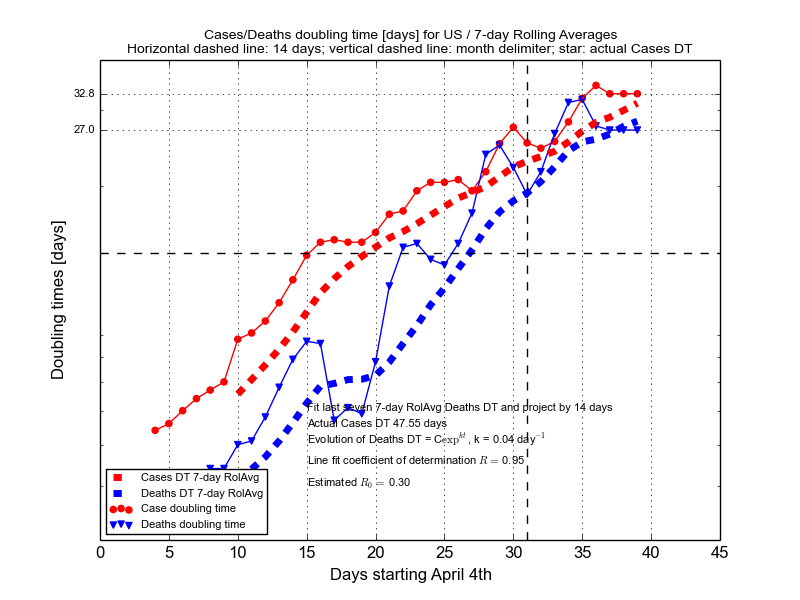 Cases/Deaths doubling time [days] for US / 7-day Rolling Averages
Horizontal dashed line: 14 days; vertical dashed line: month delimiter; star: actual Cases DT
32.8
27.0
Doubling times [days]
Fit last seven 7-day RolAvg Deaths DT and project by 14 days
Actual Cases DT 47.55 days
Evolution of Deaths DT = C exp^{kt}, k = 0.04 day^{-1}
Line fit coefficient of determination R = 0.95
Estimated R_0 = 0.30
Cases DT 7-day RolAvg
Deaths DT 7-day RolAvg
Case doubling time
Deaths doubling time
0 5 10 15 20 25 30 35 40 45
Days starting April 4th